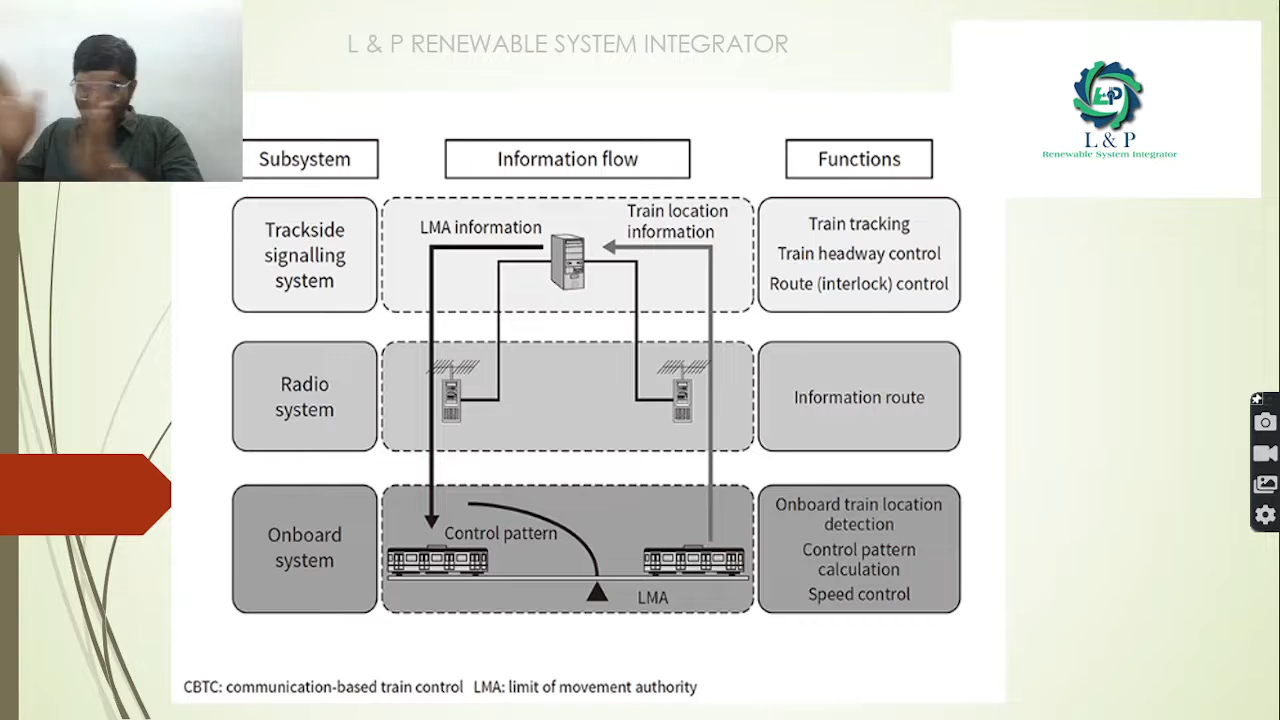 L & P RENEWABLE SYSTEM INTEGRATOR
L & P
L & P
Renewable System Integrator
Subsystem
Information flow
Functions
Trackside
signalling
system
LMA information
Train location
information
Train tracking
Train headway control
Route (interlock) control
Radio
system
Information route
Onboard
system
Control pattern
LMA
Onboard train location
detection
Control pattern
calculation
Speed control
CBTC: communication-based train control LMA: limit of movement authority